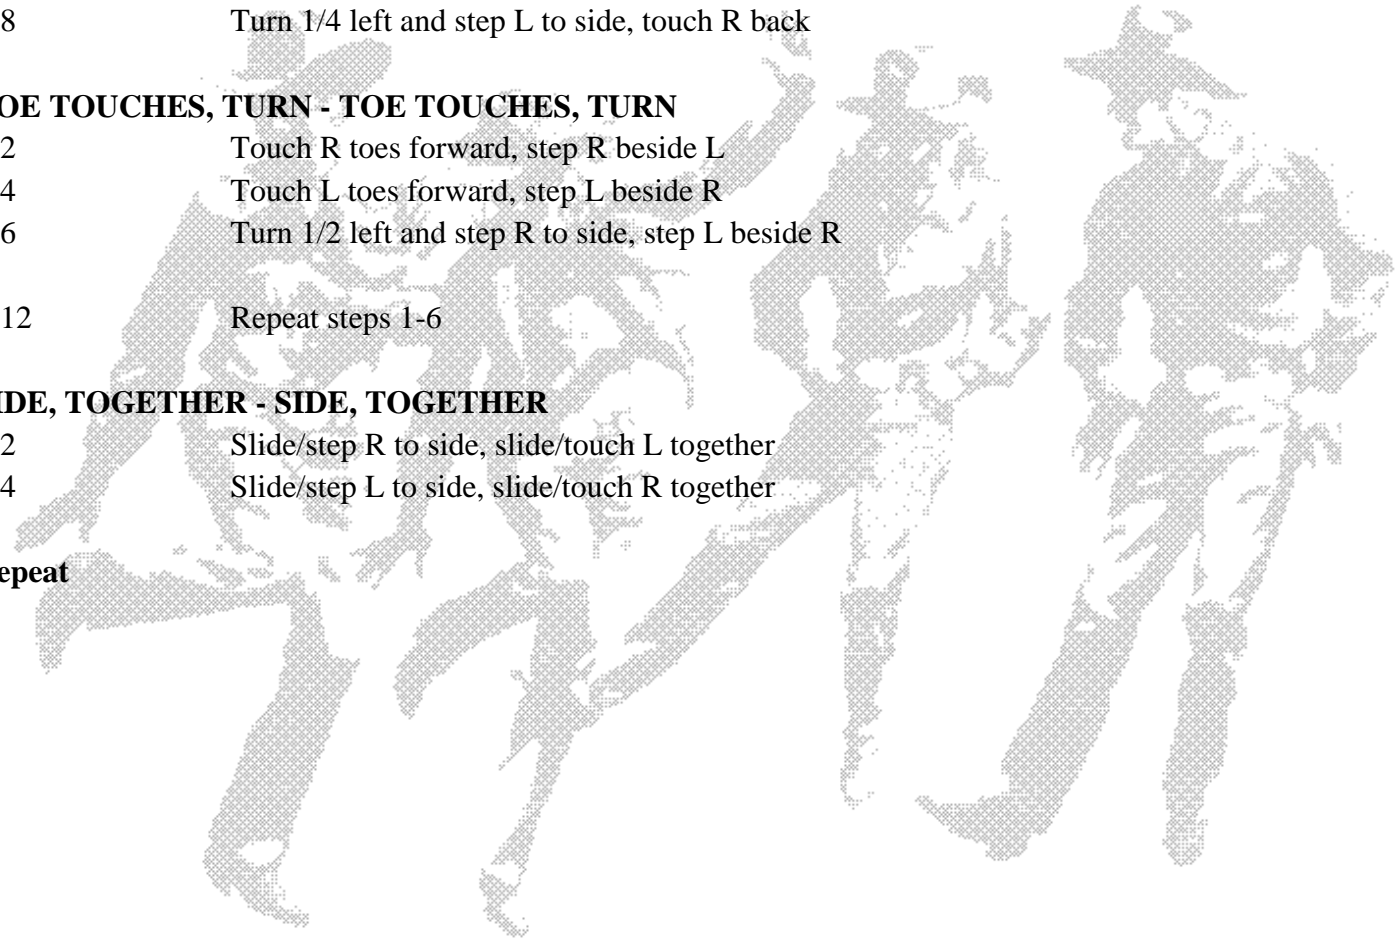 8 Turn 1/4 left and step L to side, touch R back
OE TOUCHES, TURN - TOE TOUCHES, TURN
2 Touch R toes forward, step R beside L
4 Touch L toes forward, step L beside R
6 Turn 1/2 left and step R to side, step L beside R
12 Repeat steps 1-6
IDE, TOGETHER - SIDE, TOGETHER
2 Slide/step R to side, slide/touch L together
4 Slide/step L to side, slide/touch R together
epeat